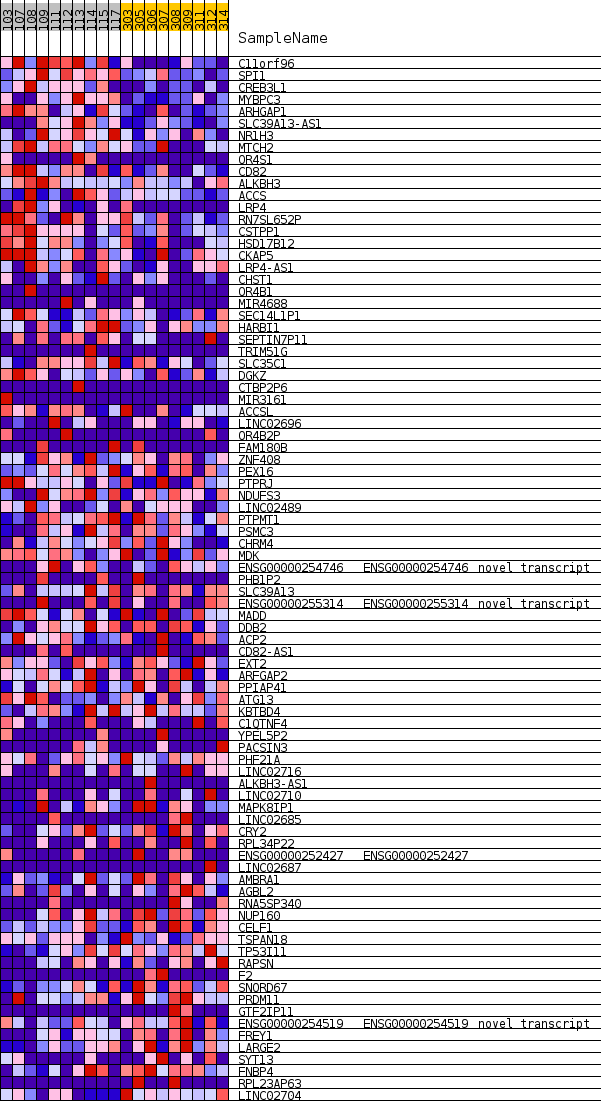 103 107 108 109 111 112 113 114 115 117 303 305 306 307 308 309 311 312 314
SampleName
C11orf96
SPI1
CREB3L1
MYBPC3
ARHGAP1
SLC39A13-AS1
NR1H3
MTCH2
OR4S1
CD82
ALKBH3
ACCS
LRP4
RN7SL652P
CSTPP1
HSD17B12
CKAP5
LRP4-AS1
CHST1
OR4B1
MIR4688
SEC14L1P1
HARBI1
SEPTIN7P11
TRIM51G
SLC35C1
DGKZ
CTBP2P6
MIR3161
ACCSL
LINC02696
OR4B2P
FAM180B
ZNF408
PEX16
PTPRJ
NDUFS3
LINC02489
PTPMT1
PSMC3
CHRM4
MDK
ENSG00000254746 ENSG00000254746 novel transcript
PHB1P2
SLC39A13
ENSG00000255314 ENSG00000255314 novel transcript
MADD
DDB2
ACP2
CD82-AS1
EXT2
ARFGAP2
PPIAP41
ATG13
KBTBD4
C1QTNF4
YPEL5P2
PACSIN3
PHF21A
LINC02716
ALKBH3-AS1
LINC02710
MAPK8IP1
LINC02685
CRY2
RPL34P22
ENSG00000252427 ENSG00000252427
LINC02687
AMBRA1
AGBL2
RNA5SP340
NUP160
CELF1
TSPAN18
TP53I11
RAPSN
F2
SNORD67
PRDM11
GTF2IP11
ENSG00000254519 ENSG00000254519 novel transcript
FREY1
LARGE2
SYT13
FNBP4
RPL23AP63
LINC02704